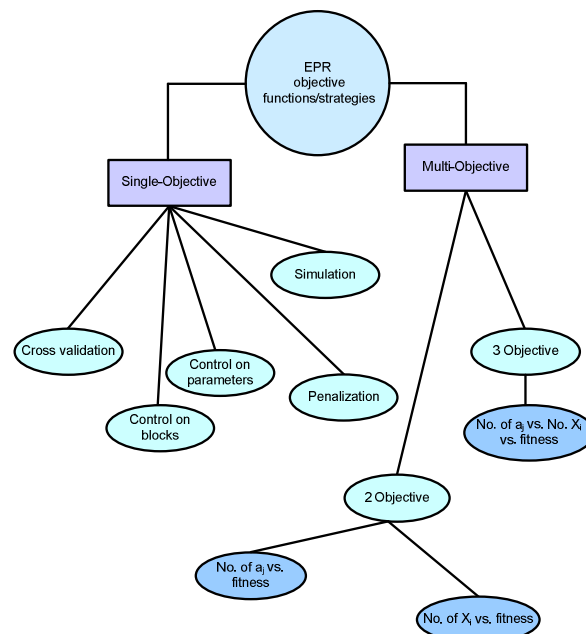 EPR
objective
functions/strategies
Single-Objective
Multi-Objective
Simulation
Cross validation
Control on
parameters
3 Objective
Penalization
Control on
blocks
No. of aⱼ vs. No. Xᵢ
vs. fitness
2 Objective
No. of aⱼ vs.
fitness
No. of Xᵢ vs. fitness